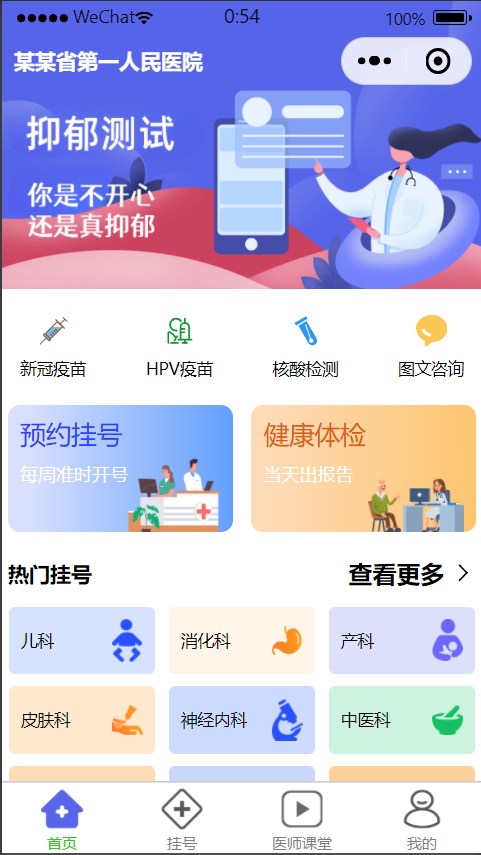 WeChat 0:54 100%
某某省第一人民医院
抑郁测试
你是不开心
还是真抑郁
新冠疫苗 HPV疫苗 核酸检测 图文咨询
预约挂号 健康体检
每周准时开号 当天出报告
热门挂号 查看更多
儿科 消化科 产科
皮肤科 神经内科 中医科
首页 挂号 医师课堂 我的